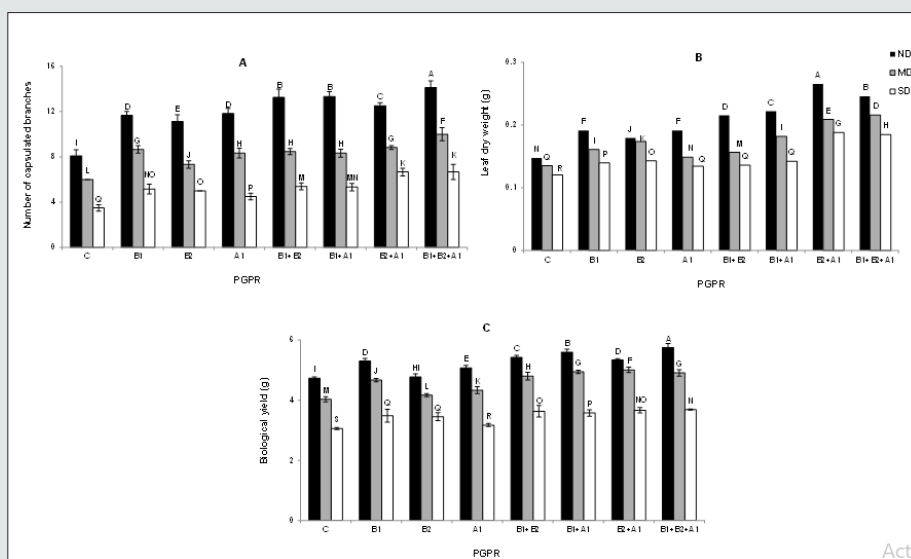 A
16
12
8
4
0
Number of capsulated branches
I L Q
D G NO
E J O
D H P
B H M
B H MN
C G K
A F K
C B1 B2 A1 B1+B2 B1+A1 B2+A1 B1+B2+A1
PGPR
B
ND
MD
SD
0.3
0.2
0.1
0
Leaf dry weight (g)
N Q R
F I P
J K O
F N Q
D M Q
C I O
A G G
B D H
C B1 B2 A1 B1+B2 B1+A1 B2+A1 B1+B2+A1
PGPR
C
6
4
2
0
Biological yield (g)
I M S
D J Q
HI L Q
E K R
C H O
B G P
D F NO
A G N
C B1 B2 A1 B1+B2 B1+A1 B2+A1 B1+B2+A1
PGPR
Act